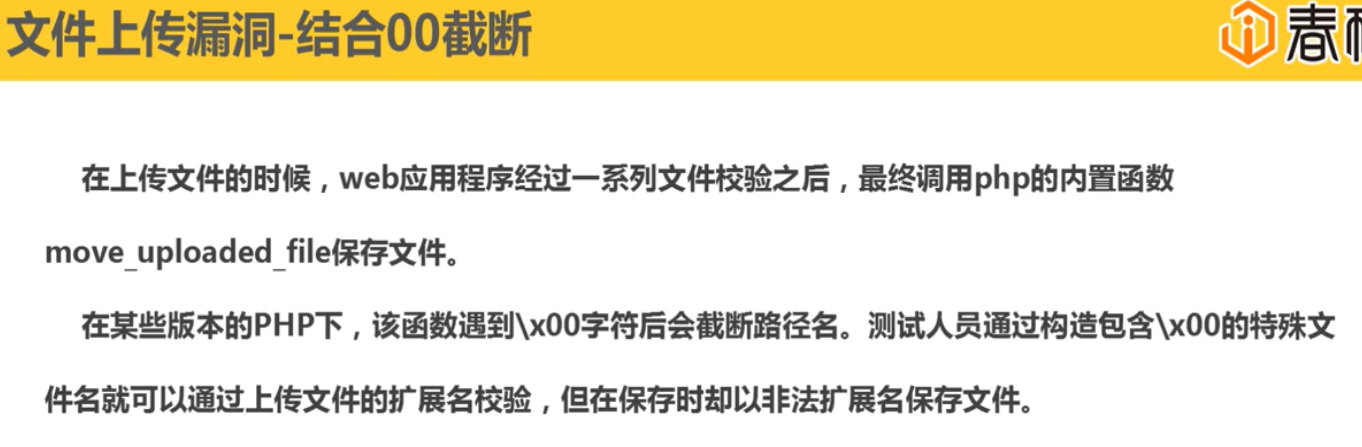 文件上传漏洞-结合00截断
春
在上传文件的时候，web应用程序经过一系列文件校验之后，最终调用php的内置函数
move_uploaded_file保存文件。
在某些版本的PHP下，该函数遇到\x00字符后会截断路径名。测试人员通过构造包含\x00的特殊文
件名就可以通过上传文件的扩展名校验，但在保存时却以非法扩展名保存文件。